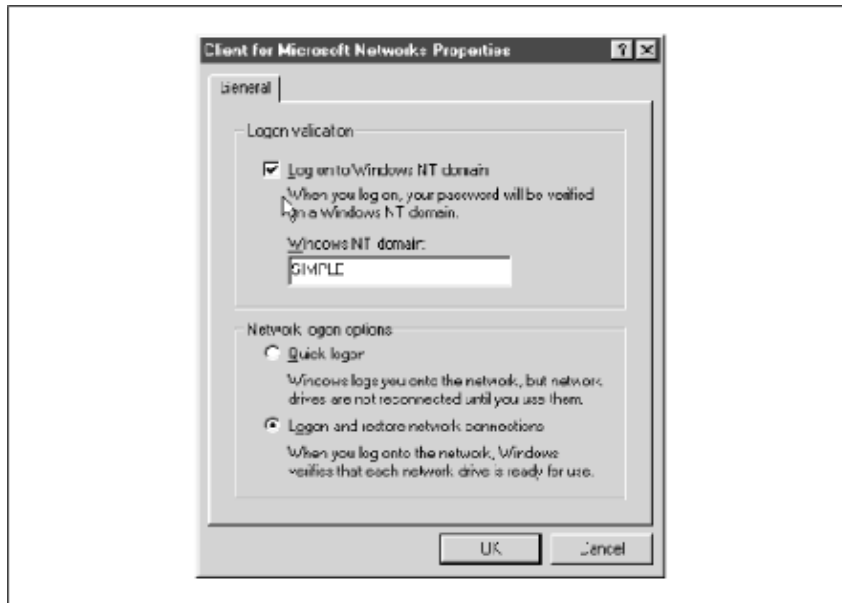 Client for Microsoft Networks Properties
General
Logon validation
Log on to Windows NT domain
When you log on, your password will be verified
on a Windows NT domain.
Windows NT domain:
SIMPLE
Network logon options
Quick logon
Windows logs you onto the network, but network
drives are not reconnected until you use them.
Logon and restore network connections
When you log onto the network, Windows
verifies that each network drive is ready for use.
OK
Cancel